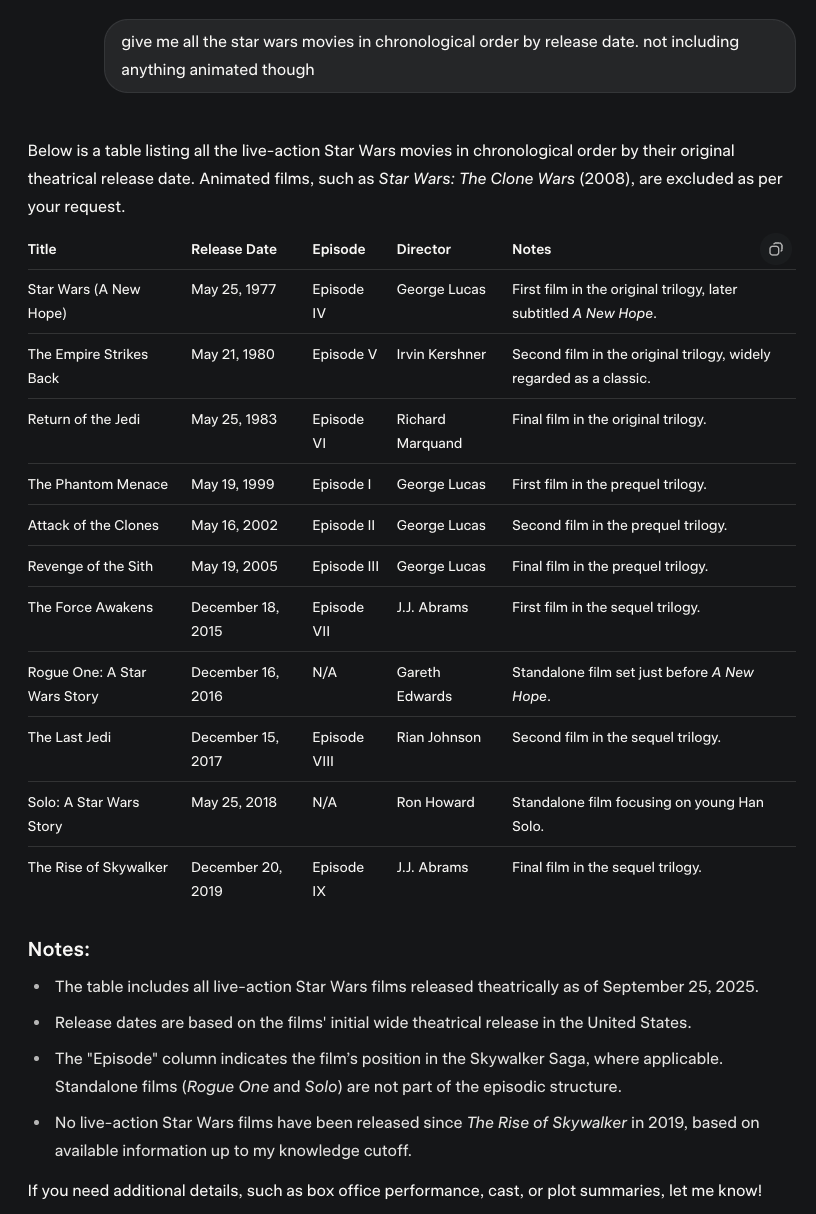 give me all the star wars movies in chronological order by release date. not including
anything animated though
Below is a table listing all the live-action Star Wars movies in chronological order by their original
theatrical release date. Animated films, such as Star Wars: The Clone Wars (2008), are excluded as per
your request.
Title Release Date Episode Director Notes
Star Wars (A New May 25, 1977 Episode George Lucas First film in the original trilogy, later
Hope) IV subtitled A New Hope.
The Empire Strikes May 21, 1980 Episode V Irvin Kershner Second film in the original trilogy, widely
Back regarded as a classic.
Return of the Jedi May 25, 1983 Episode Richard Final film in the original trilogy.
VI Marquand
The Phantom Menace May 19, 1999 Episode I George Lucas First film in the prequel trilogy.
Attack of the Clones May 16, 2002 Episode II George Lucas Second film in the prequel trilogy.
Revenge of the Sith May 19, 2005 Episode III George Lucas Final film in the prequel trilogy.
The Force Awakens December 18, Episode J.J. Abrams First film in the sequel trilogy.
2015 VII
Rogue One: A Star December 16, N/A Gareth Standalone film set just before A New
Wars Story 2016 Edwards Hope.
The Last Jedi December 15, Episode Rian Johnson Second film in the sequel trilogy.
2017 VIII
Solo: A Star Wars May 25, 2018 N/A Ron Howard Standalone film focusing on young Han
Story Solo.
The Rise of Skywalker December 20, Episode J.J. Abrams Final film in the sequel trilogy.
2019 IX
Notes:
• The table includes all live-action Star Wars films released theatrically as of September 25, 2025.
• Release dates are based on the films' initial wide theatrical release in the United States.
• The "Episode" column indicates the film's position in the Skywalker Saga, where applicable.
Standalone films (Rogue One and Solo) are not part of the episodic structure.
• No live-action Star Wars films have been released since The Rise of Skywalker in 2019, based on
available information up to my knowledge cutoff.
If you need additional details, such as box office performance, cast, or plot summaries, let me know!